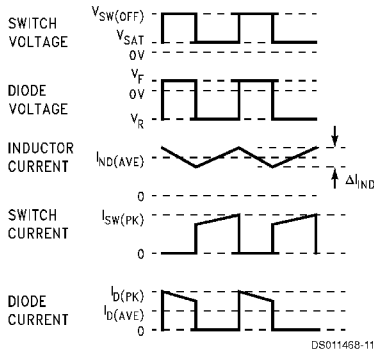 SWITCH VOLTAGE
VSW(OFF)
VSAT
0V
DIODE VOLTAGE
VF
0V
VR
INDUCTOR CURRENT
IND(AVE)
ΔIIND
0
SWITCH CURRENT
ISW(PK)
0
DIODE CURRENT
ID(PK)
ID(AVE)
0
DS011468-11